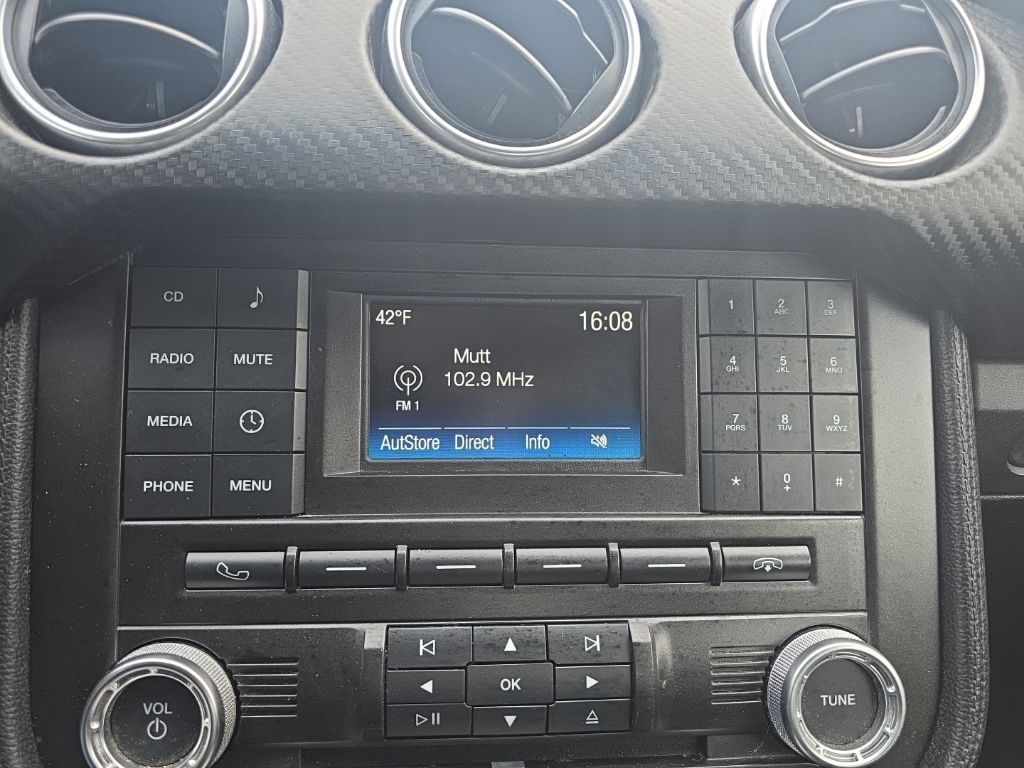 42°F 16:08
Mutt
102.9 MHz
FM 1
AutStore Direct Info
CD
RADIO MUTE
MEDIA
PHONE MENU
1 2 ABC 3 DEF
4 GHI 5 JKL 6 MNO
7 PQRS 8 TUV 9 WXYZ
* 0 + #
VOL
OK
TUNE